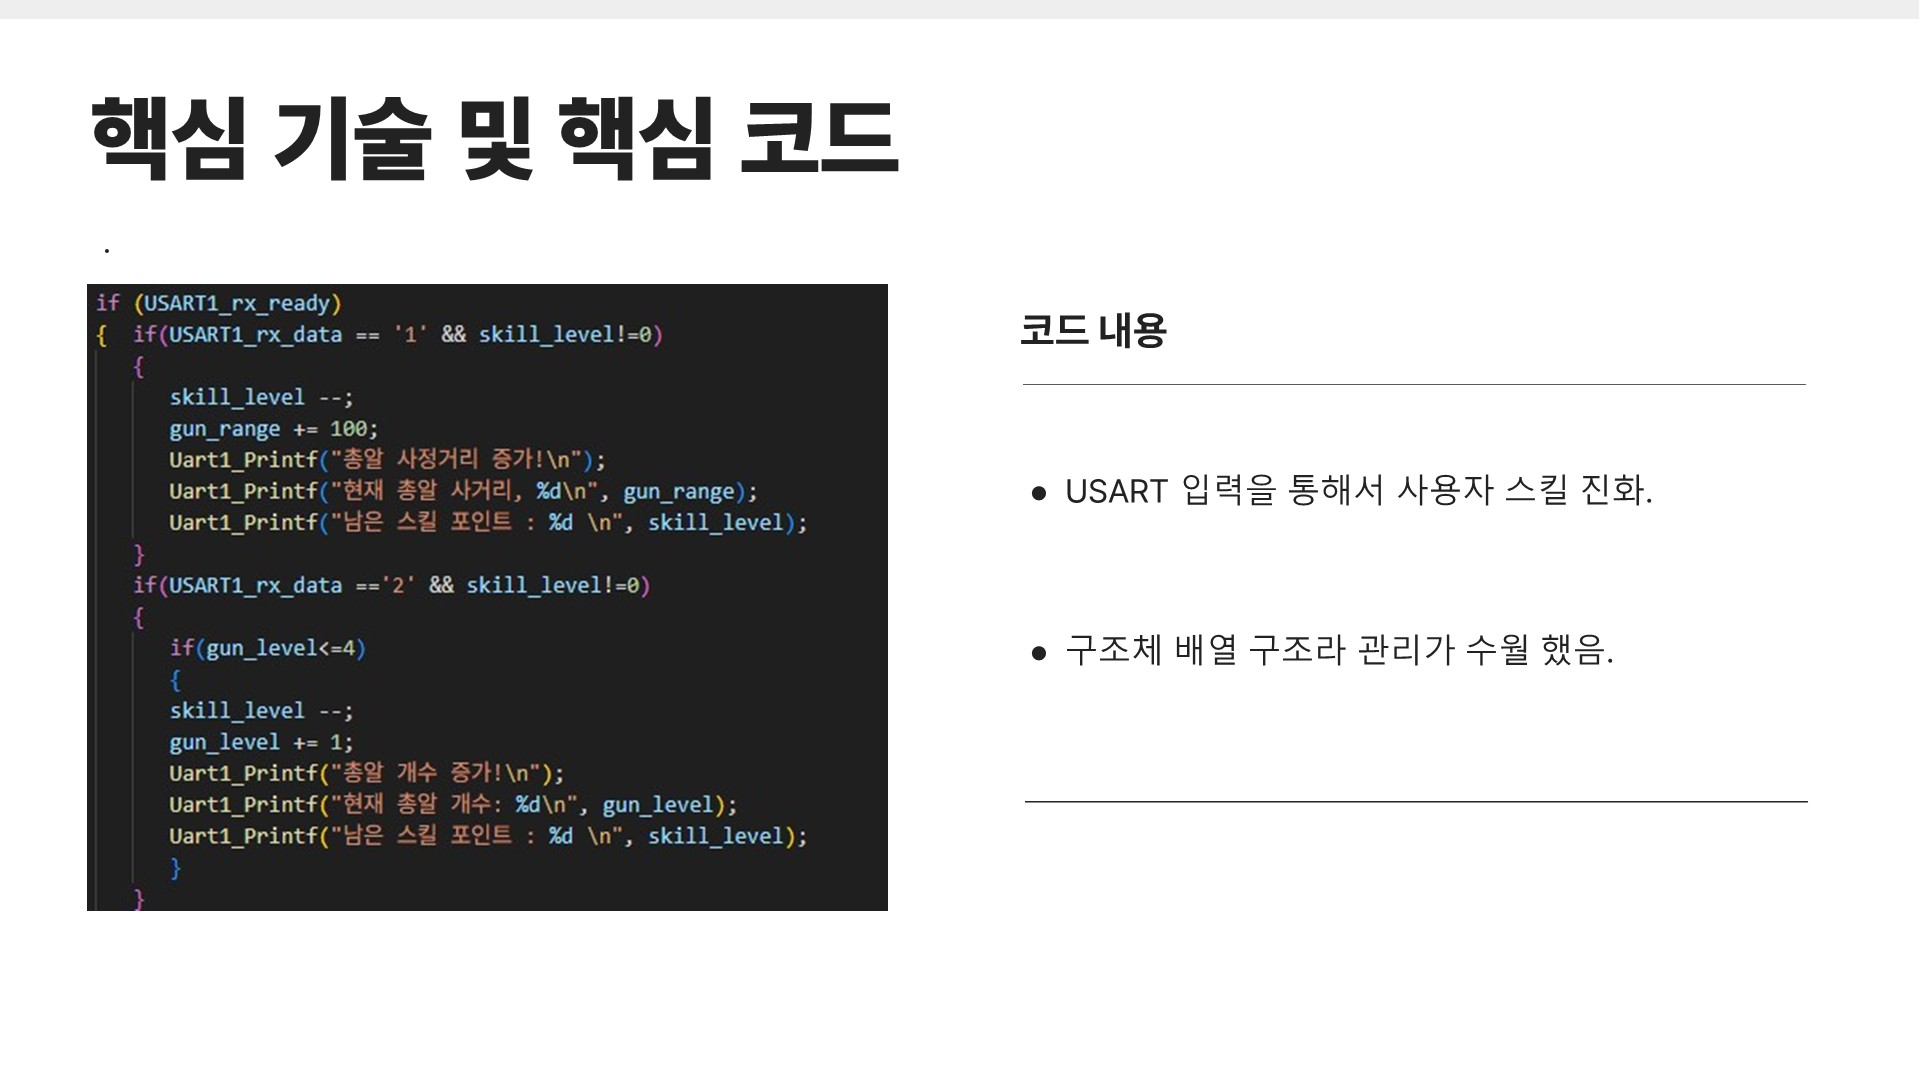 핵심 기술 및 핵심 코드
.
if (USART1_rx_ready)
{  if(USART1_rx_data == '1' && skill_level!=0)
{
skill_level --;
gun_range += 100;
Uart1_Printf("총알 사정거리 증가!\n");
Uart1_Printf("현재 총알 사거리, %d\n", gun_range);
Uart1_Printf("남은 스킬 포인트 : %d \n", skill_level);
}
if(USART1_rx_data =='2' && skill_level!=0)
{
if(gun_level<=4)
{
skill_level --;
gun_level += 1;
Uart1_Printf("총알 개수 증가!\n");
Uart1_Printf("현재 총알 개수: %d\n", gun_level);
Uart1_Printf("남은 스킬 포인트 : %d \n", skill_level);
}
}
코드 내용
● USART 입력을 통해서 사용자 스킬 진화.
● 구조체 배열 구조라 관리가 수월 했음.